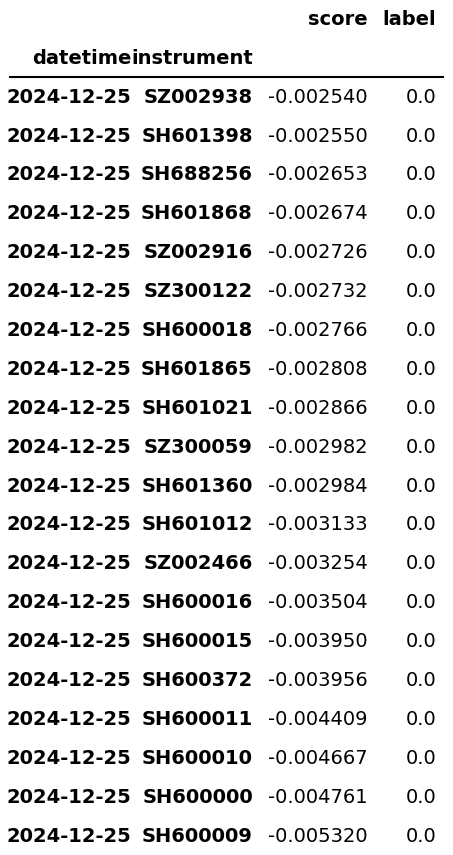 score label
datetime instrument
2024-12-25 SZ002938 -0.002540 0.0
2024-12-25 SH601398 -0.002550 0.0
2024-12-25 SH688256 -0.002653 0.0
2024-12-25 SH601868 -0.002674 0.0
2024-12-25 SZ002916 -0.002726 0.0
2024-12-25 SZ300122 -0.002732 0.0
2024-12-25 SH600018 -0.002766 0.0
2024-12-25 SH601865 -0.002808 0.0
2024-12-25 SH601021 -0.002866 0.0
2024-12-25 SZ300059 -0.002982 0.0
2024-12-25 SH601360 -0.002984 0.0
2024-12-25 SH601012 -0.003133 0.0
2024-12-25 SZ002466 -0.003254 0.0
2024-12-25 SH600016 -0.003504 0.0
2024-12-25 SH600015 -0.003950 0.0
2024-12-25 SH600372 -0.003956 0.0
2024-12-25 SH600011 -0.004409 0.0
2024-12-25 SH600010 -0.004667 0.0
2024-12-25 SH600000 -0.004761 0.0
2024-12-25 SH600009 -0.005320 0.0